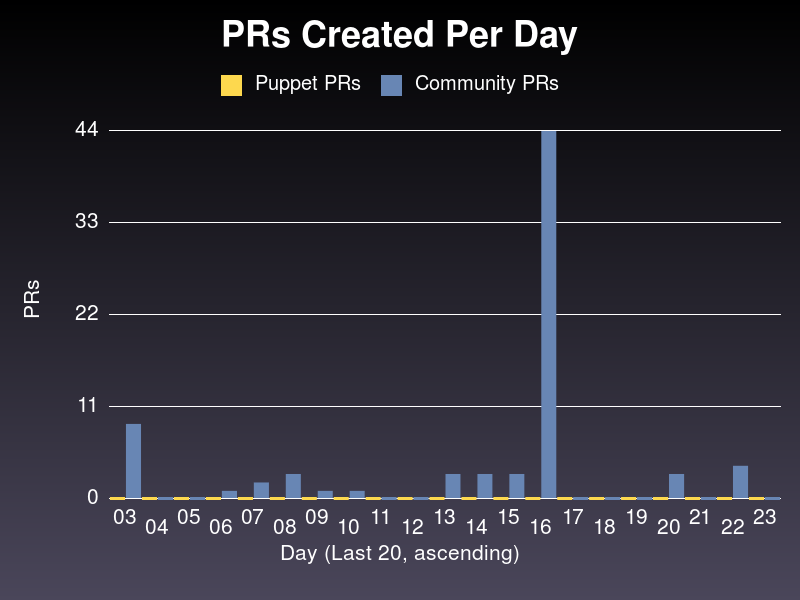 PRs Created Per Day
Puppet PRs Community PRs
44
33
22
11
0
PRs
03 04 05 06 07 08 09 10 11 12 13 14 15 16 17 18 19 20 21 22 23
Day (Last 20, ascending)